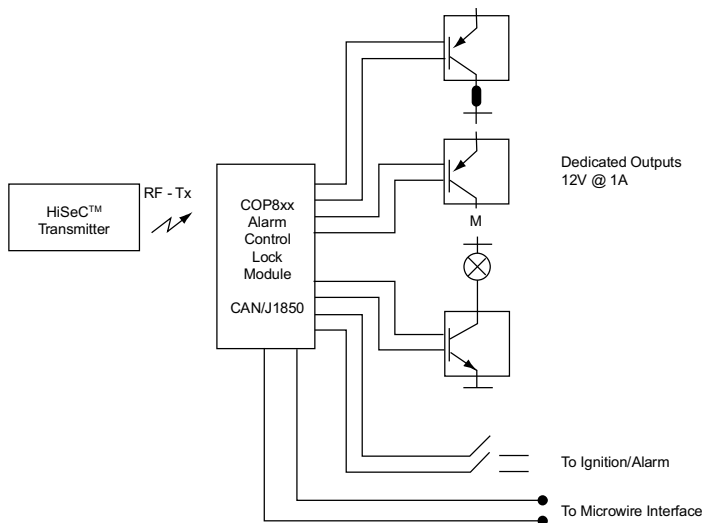 HiSeC™
Transmitter
RF - Tx
COP8xx
Alarm
Control
Lock
Module
CAN/J1850
M
Dedicated Outputs
12V @ 1A
To Ignition/Alarm
To Microwire Interface